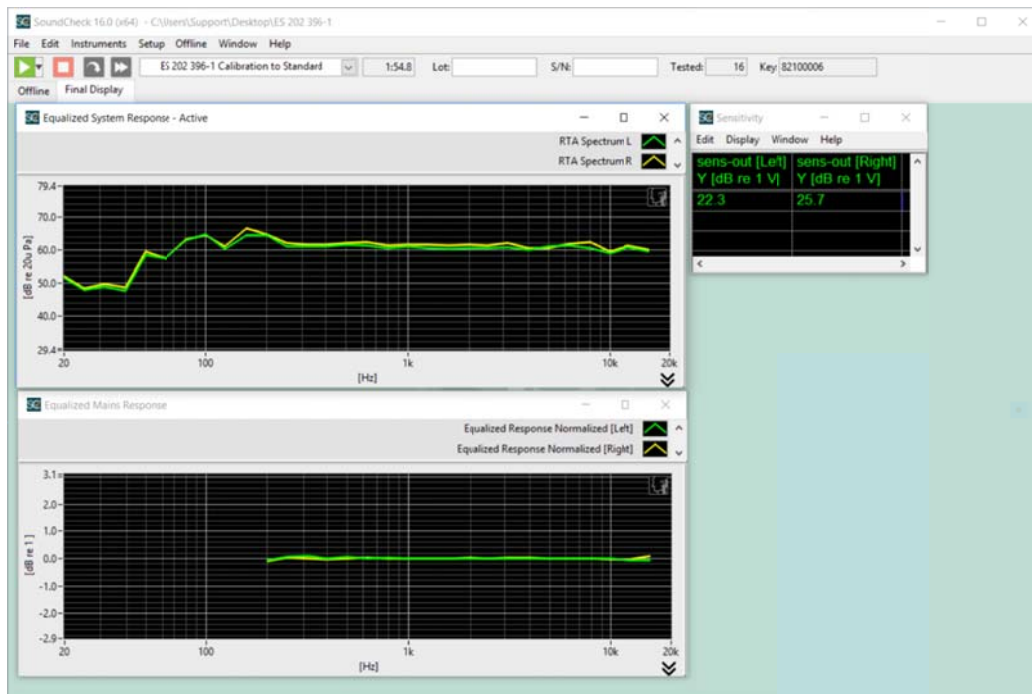 SC SoundCheck 16.0 (x64) - C:\Users\Support\Desktop\ES 202 396-1
File Edit Instruments Setup Offline Window Help
ES 202 396-1 Calibration to Standard 1:54.8 Lot: S/N: Tested: 16 Key: 82100006
Offline Final Display
SC Equalized System Response - Active
RTA Spectrum L
RTA Spectrum R
79.4
70.0
60.0
50.0
40.0
29.4
[dB re 20u Pa]
20 100 1k 10k 20k
[Hz]
SC Sensitivity
Edit Display Window Help
sens-out [Left] sens-out [Right]
Y [dB re 1 V] Y [dB re 1 V]
22.3 25.7
SC Equalized Mains Response
Equalized Response Normalized [Left]
Equalized Response Normalized [Right]
3.1
2.0
1.0
0.0
-1.0
-2.0
-2.9
[dB re 1 ]
20 100 1k 10k 20k
[Hz]